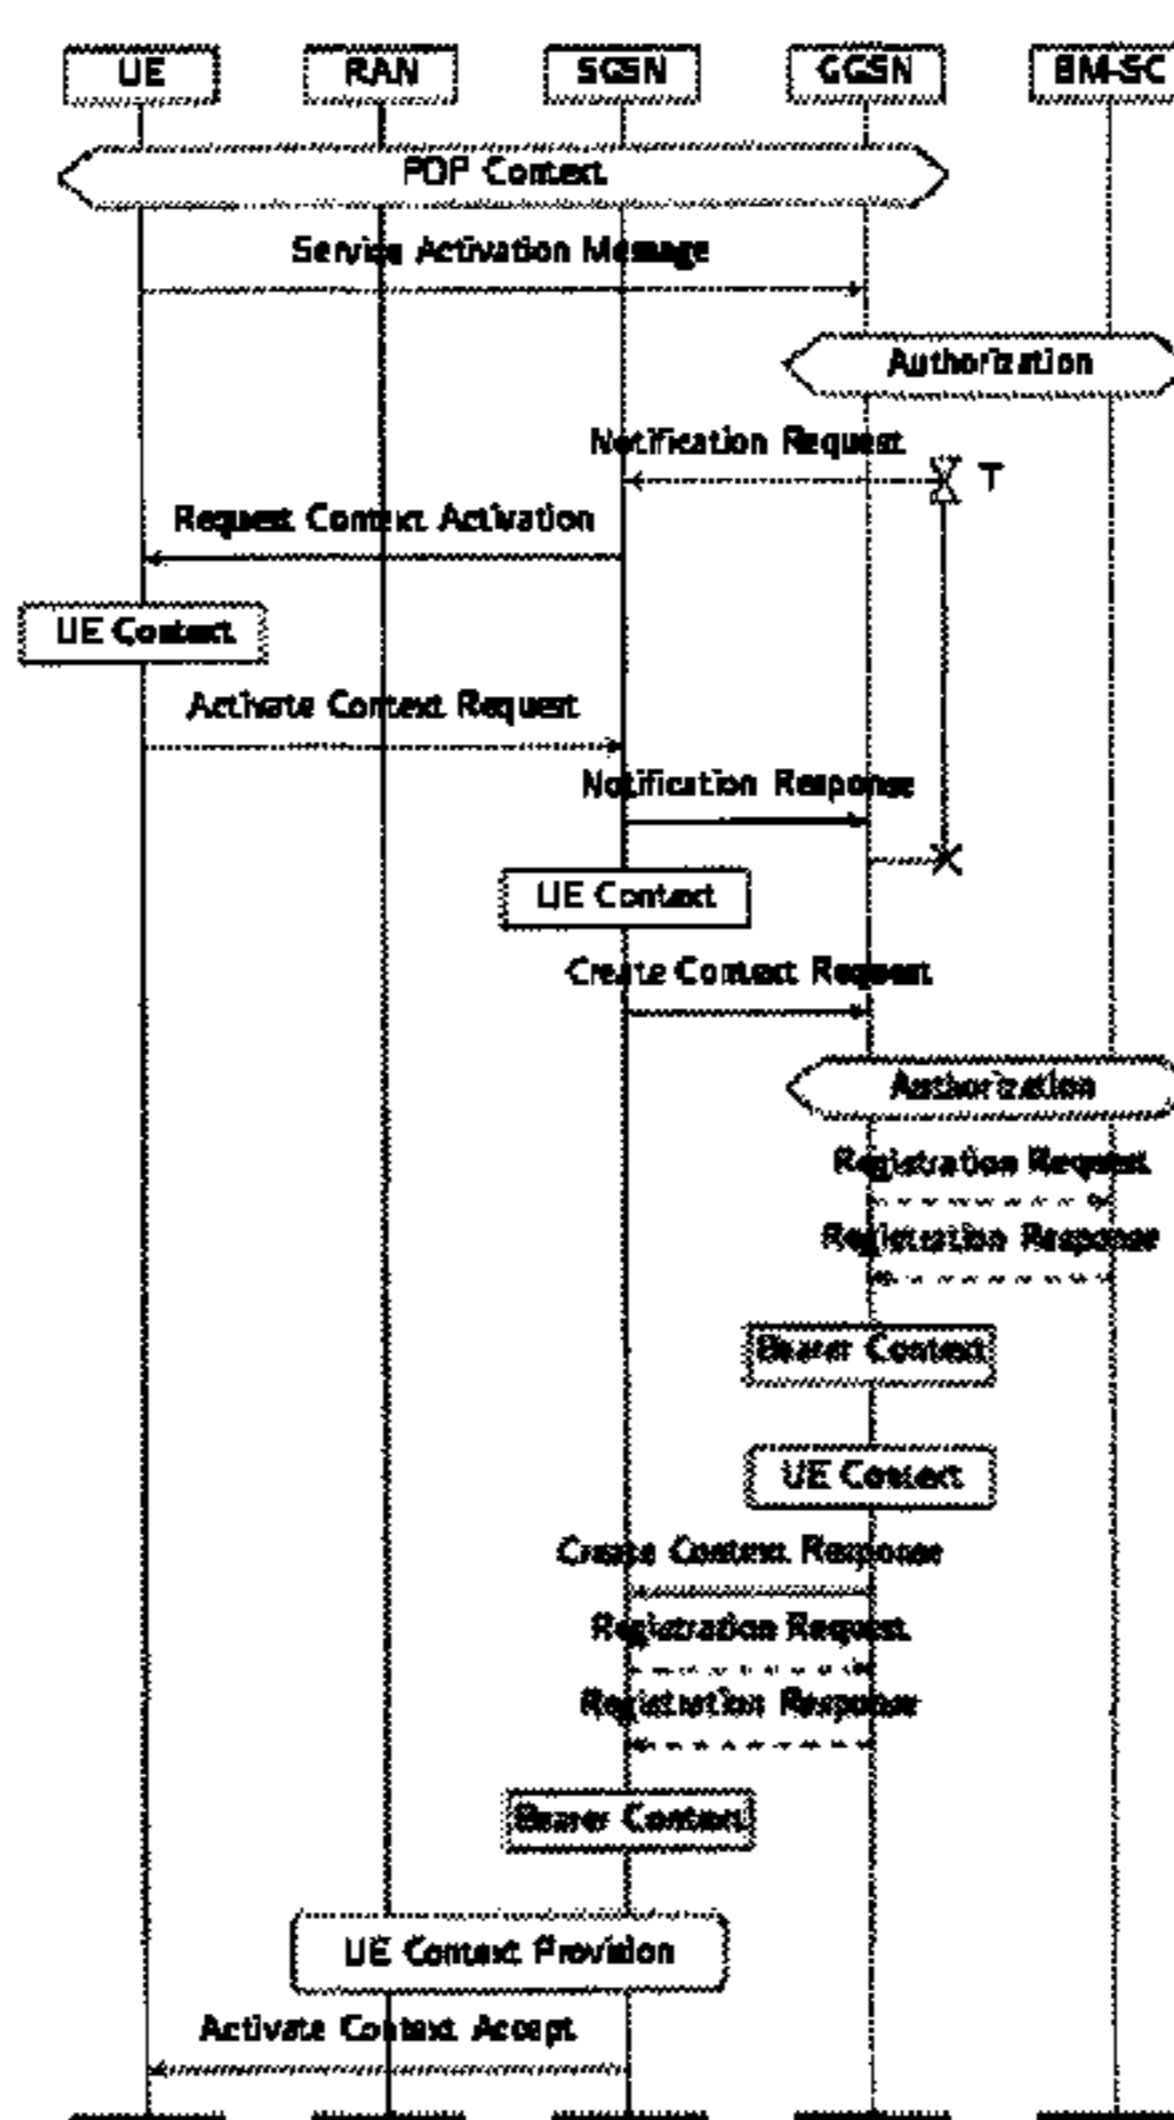 UE RAN SGSN GGSN BM-SC
PDP Context
Service Activation Message
Authorization
Notification Request
T
Request Context Activation
UE Context
Activate Context Request
Notification Response
UE Context
Create Context Request
Authorization
Registration Request
Registration Response
Bearer Context
UE Context
Create Context Response
Registration Request
Registration Response
Bearer Context
UE Context Provision
Activate Context Accept